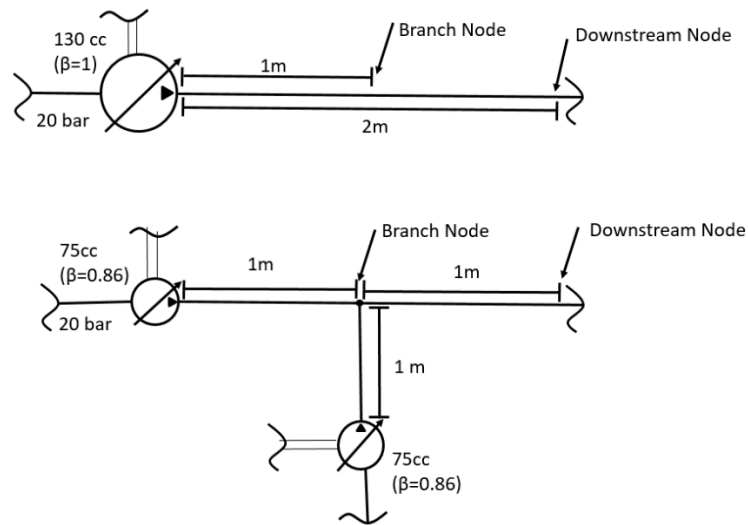 130 cc
(β=1)
Branch Node
Downstream Node
1m
20 bar
2m
75cc
(β=0.86)
Branch Node
Downstream Node
1m
1m
20 bar
1 m
75cc
(β=0.86)